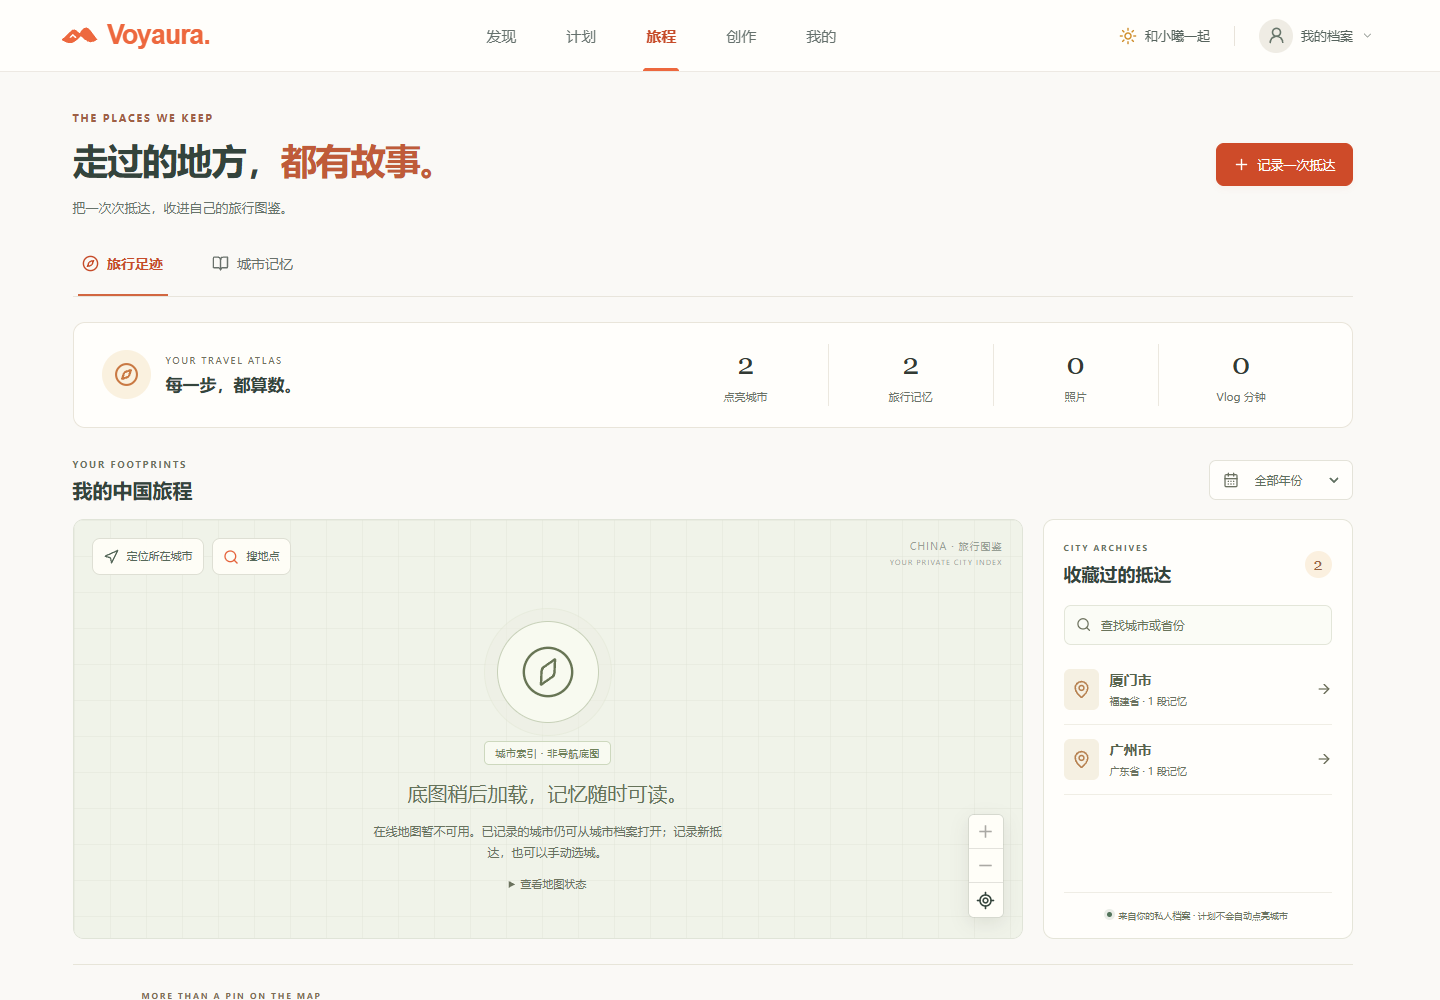 Voyaura.
发现
计划
旅程
创作
我的
和小曦一起
我的档案
THE PLACES WE KEEP
走过的地方，都有故事。
把一次次抵达，收进自己的旅行图鉴。
记录一次抵达
旅行足迹
城市记忆
YOUR TRAVEL ATLAS
每一步，都算数。
2
点亮城市
2
旅行记忆
0
照片
0
Vlog 分钟
YOUR FOOTPRINTS
我的中国旅程
全部年份
定位所在城市
搜地点
CHINA · 旅行图鉴
YOUR PRIVATE CITY INDEX
城市索引 · 非导航底图
底图稍后加载，记忆随时可读。
在线地图暂不可用。已记录的城市仍可从城市档案打开；记录新抵
达，也可以手动选城。
查看地图状态
CITY ARCHIVES
收藏过的抵达
2
查找城市或省份
厦门市
福建省 · 1 段记忆
广州市
广东省 · 1 段记忆
来自你的私人档案 · 计划不会自动点亮城市
MORE THAN A PIN ON THE MAP